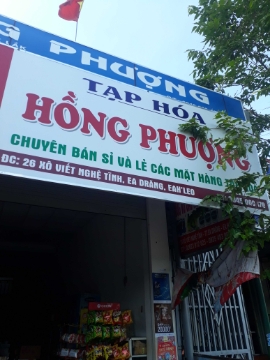 G PHƯỢNG
TẠP HÓA
HỒNG PHƯỢNG
CHUYÊN BÁN SỈ VÀ LẺ CÁC MẶT HÀNG
ĐC: 26 XÔ VIẾT NGHỆ TĨNH, EA DRĂNG, EAH'LEO